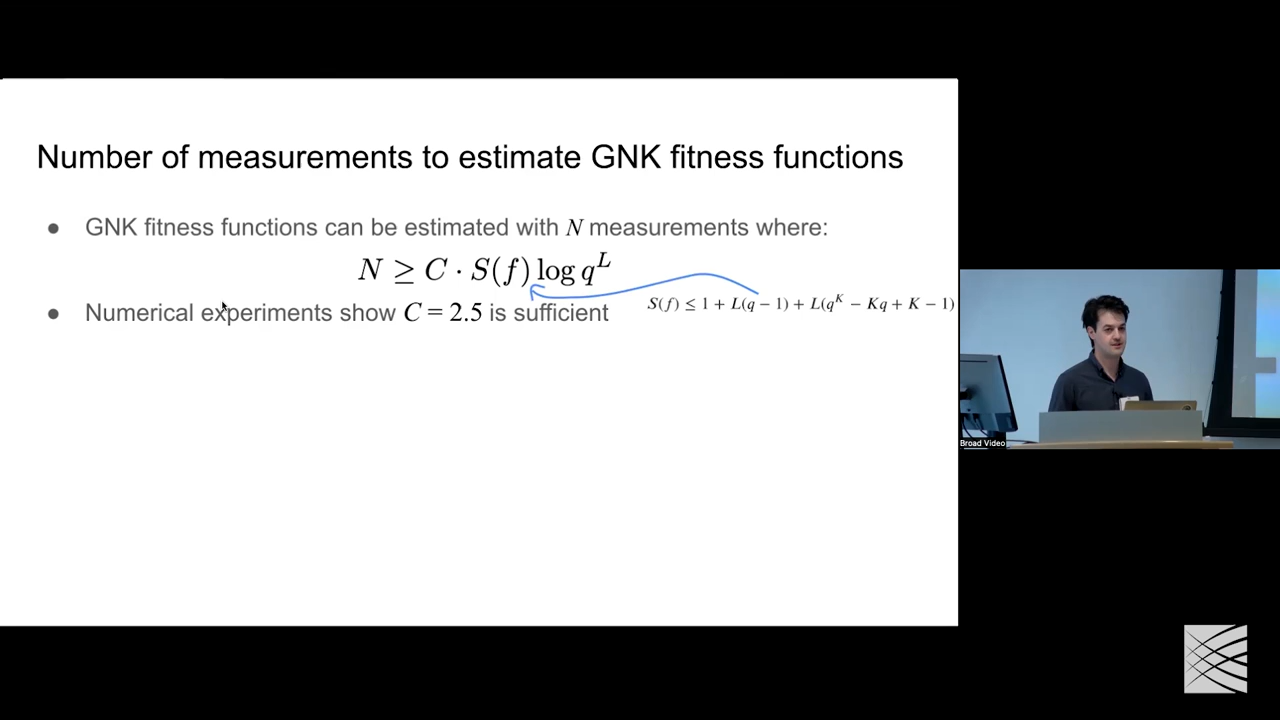 Number of measurements to estimate GNK fitness functions
● GNK fitness functions can be estimated with N measurements where:
N ≥ C · S(f) log q^L
● Numerical experiments show C = 2.5 is sufficient
S(f) ≤ 1 + L(q − 1) + L(q^K − Kq + K − 1)
Broad Video